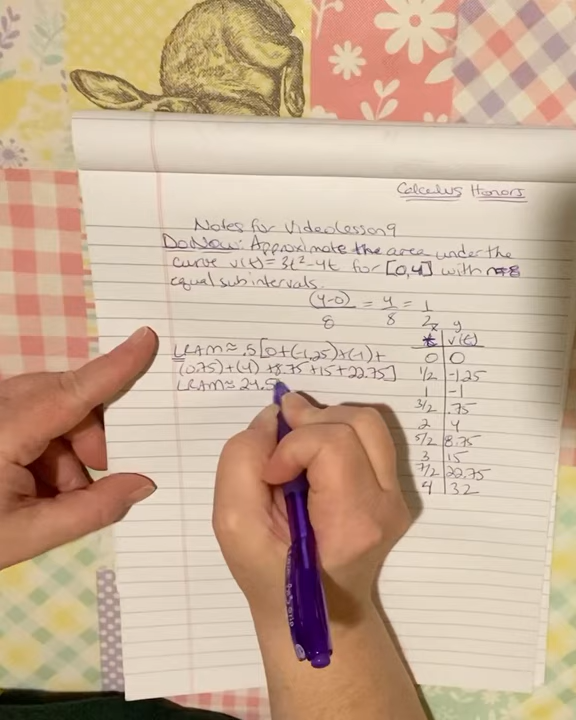 Calculus Honors
Notes for Video Lesson 9
Do Now: Approximate the area under the
curve v(t) = 3t²-4t for [0,4] with n=8
equal subintervals.
(4-0)/8 = 4/8 = 1/2
x y
t v(t)
0 0
1/2 -1.25
1 -1
3/2 .75
2 4
5/2 8.75
3 15
7/2 22.75
4 32
LRAM ≈ .5[0+(-1.25)+(-1)+
(0.75)+(4)+8.75+15+22.75]
LRAM ≈ 24.5